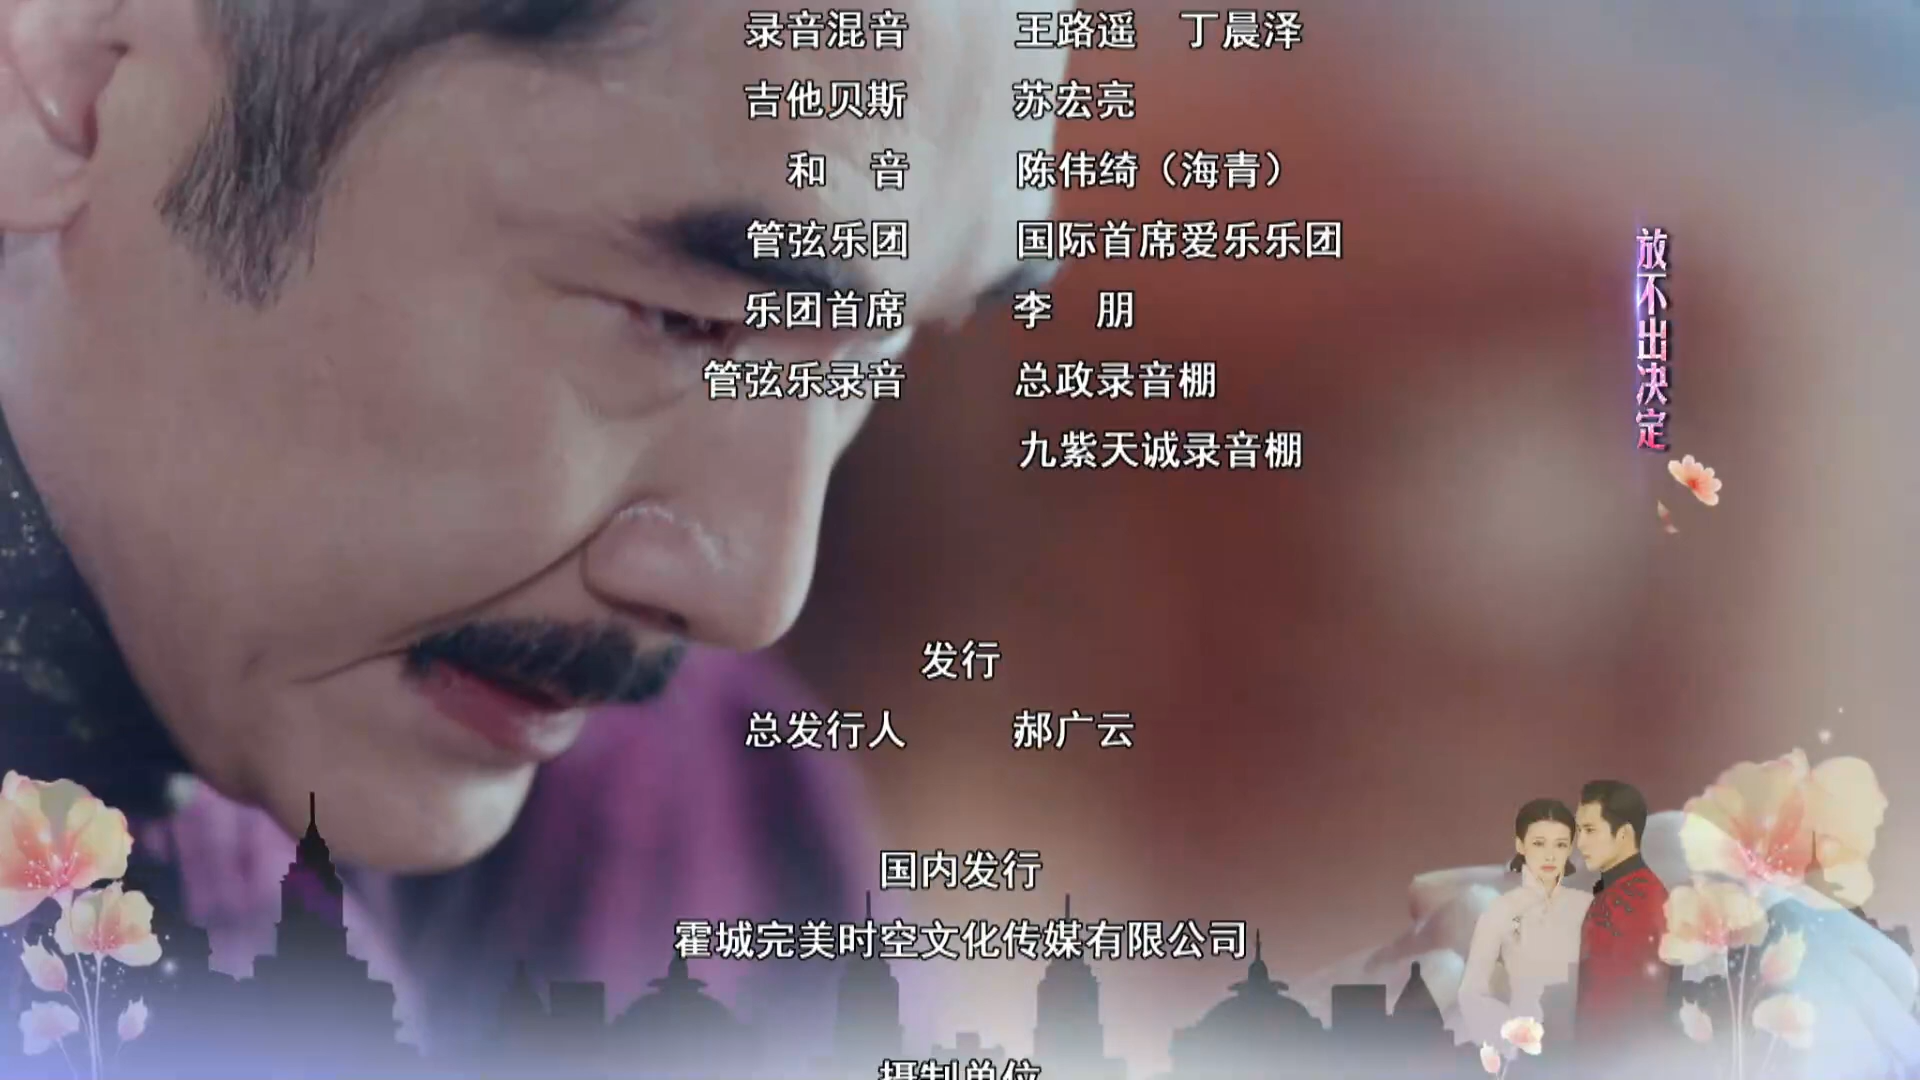 录音混音 王路遥 丁晨泽
吉他贝斯 苏宏亮
和 音 陈伟绮（海青）
管弦乐团 国际首席爱乐乐团
乐团首席 李 朋
管弦乐录音 总政录音棚
九紫天诚录音棚
放不出决定
发行
总发行人 郝广云
国内发行
霍城完美时空文化传媒有限公司
摄制单位